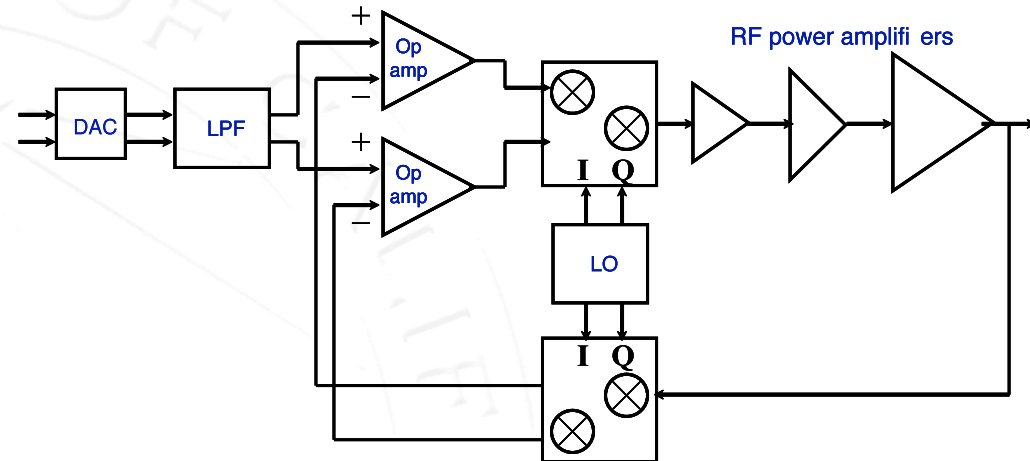 RF power amplifi ers
+
Op
amp
−
DAC
LPF
+
Op
amp
−
I Q
LO
I Q